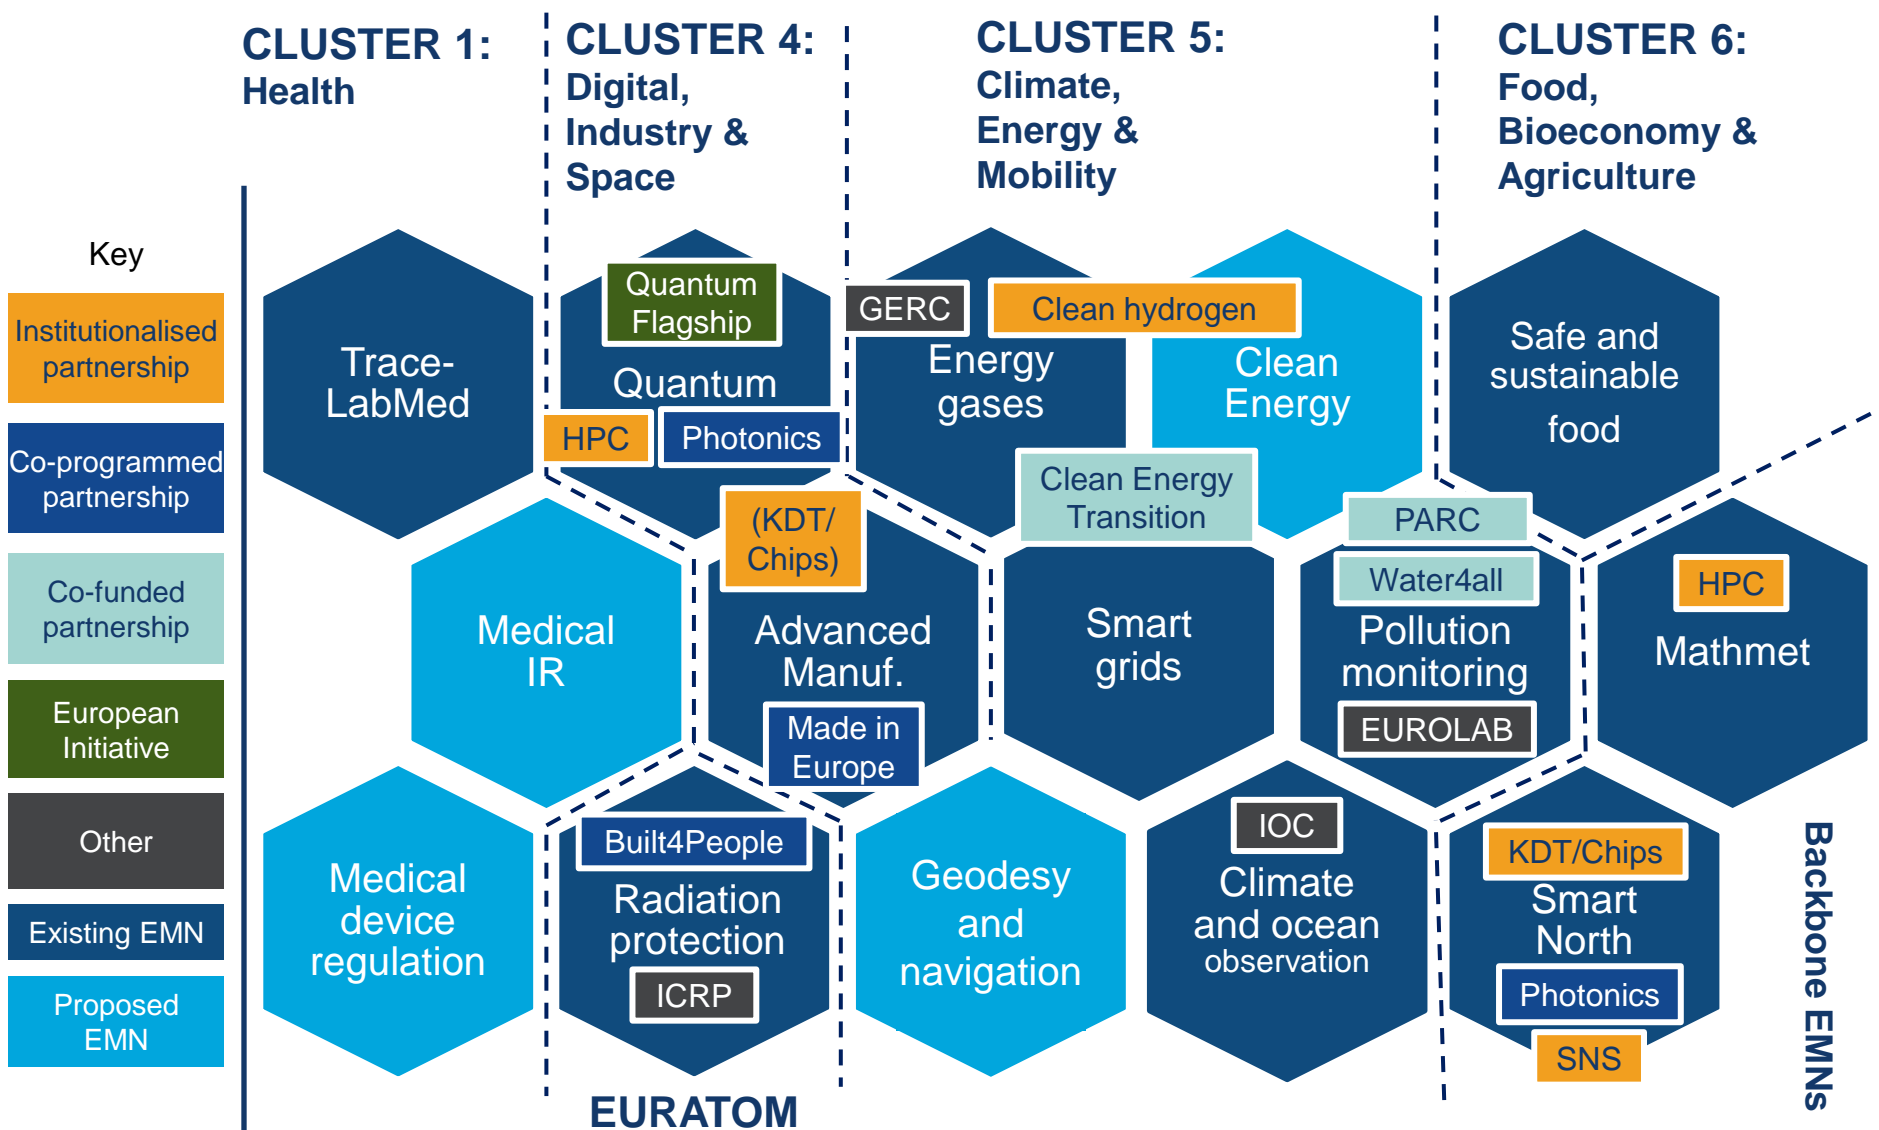 CLUSTER 1:
Health
CLUSTER 4:
Digital,
Industry &
Space
CLUSTER 5:
Climate,
Energy &
Mobility
CLUSTER 6:
Food,
Bioeconomy &
Agriculture
Key
Institutionalised
partnership
Co-programmed
partnership
Co-funded
partnership
European
Initiative
Other
Existing EMN
Proposed
EMN
Trace-
LabMed
Quantum
Flagship
Quantum
HPC
Photonics
GERC
Clean hydrogen
Energy
gases
Clean
Energy
Clean Energy
Transition
Safe and
sustainable
food
Medical
IR
(KDT/
Chips)
Advanced
Manuf.
Made in
Europe
Smart
grids
PARC
Water4all
Pollution
monitoring
EUROLAB
HPC
Mathmet
Medical
device
regulation
Built4People
Radiation
protection
ICRP
Geodesy
and
navigation
IOC
Climate
and ocean
observation
KDT/Chips
Smart
North
Photonics
SNS
Backbone EMNs
EURATOM